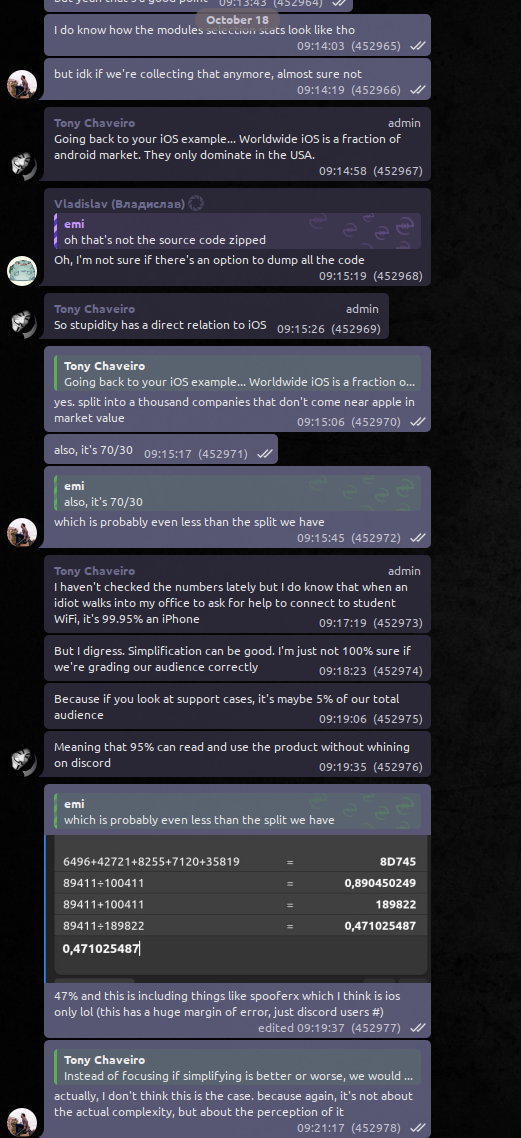 but yeah that's a good point 09:13:43 (452964)
October 18
I do know how the modules selection stats look like tho
09:14:03 (452965)
but idk if we're collecting that anymore, almost sure not
09:14:19 (452966)
Tony Chaveiro admin
Going back to your iOS example... Worldwide iOS is a fraction of
android market. They only dominate in the USA.
09:14:58 (452967)
Vladislav (Владислав)
emi
oh that's not the source code zipped
Oh, I'm not sure if there's an option to dump all the code
09:15:19 (452968)
Tony Chaveiro admin
So stupidity has a direct relation to iOS 09:15:26 (452969)
Tony Chaveiro
Going back to your iOS example... Worldwide iOS is a fraction o...
yes. split into a thousand companies that don't come near apple in
market value 09:15:06 (452970)
also, it's 70/30 09:15:17 (452971)
emi
also, it's 70/30
which is probably even less than the split we have
09:15:45 (452972)
Tony Chaveiro admin
I haven't checked the numbers lately but I do know that when an
idiot walks into my office to ask for help to connect to student
WiFi, it's 99.95% an iPhone 09:17:19 (452973)
But I digress. Simplification can be good. I'm just not 100% sure if
we're grading our audience correctly 09:18:23 (452974)
Because if you look at support cases, it's maybe 5% of our total
audience 09:19:06 (452975)
Meaning that 95% can read and use the product without whining
on discord 09:19:35 (452976)
emi
which is probably even less than the split we have
6496+42721+8255+7120+35819 = 8D745
89411÷100411 = 0,890450249
89411+100411 = 189822
89411÷189822 = 0,471025487
0,471025487
47% and this is including things like spooferx which I think is ios
only lol (this has a huge margin of error, just discord users #)
edited 09:19:37 (452977)
Tony Chaveiro
Instead of focusing if simplifying is better or worse, we would ...
actually, I don't think this is the case. because again, it's not about
the actual complexity, but about the perception of it
09:21:17 (452978)